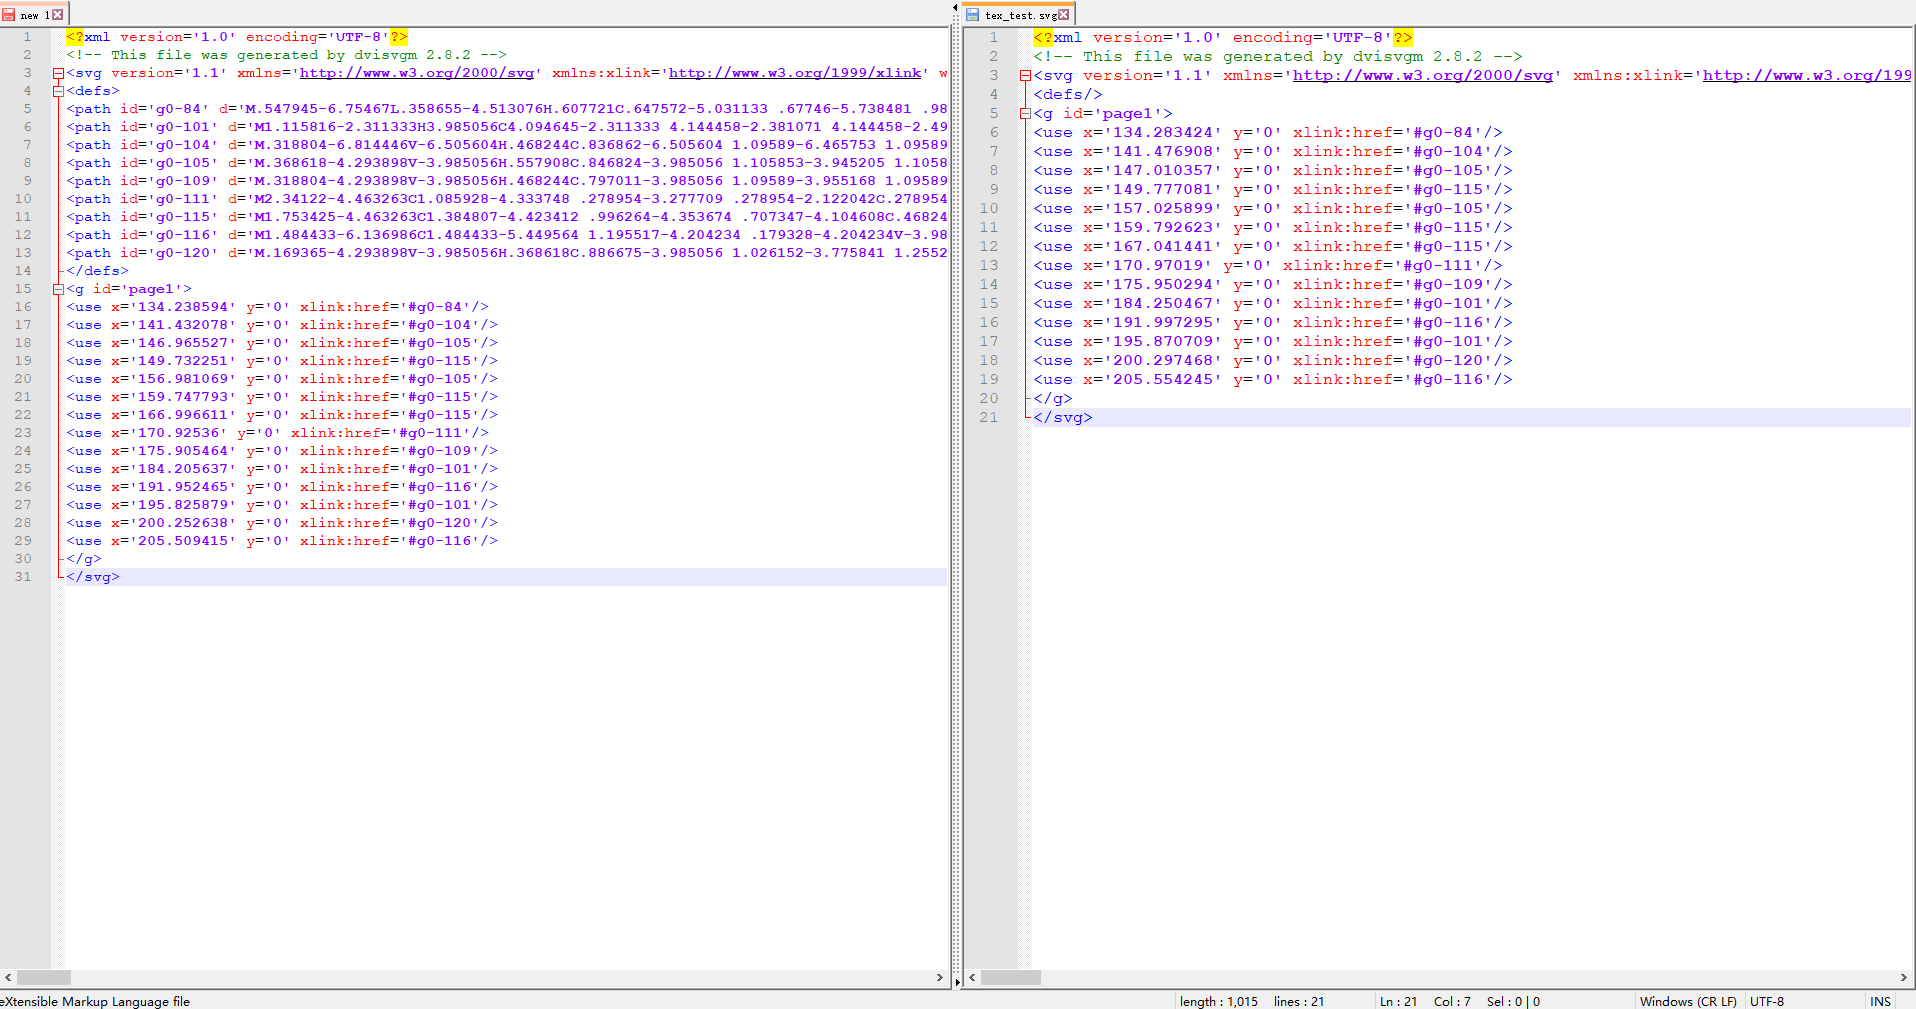 new 1
1 <?xml version='1.0' encoding='UTF-8'?>
2 <!-- This file was generated by dvisvgm 2.8.2 -->
3 <svg version='1.1' xmlns='http://www.w3.org/2000/svg' xmlns:xlink='http://www.w3.org/1999/xlink' w
4 <defs>
5 <path id='g0-84' d='M.547945-6.75467L.358655-4.513076H.607721C.647572-5.031133 .67746-5.738481 .98
6 <path id='g0-101' d='M1.115816-2.311333H3.985056C4.094645-2.311333 4.144458-2.381071 4.144458-2.49
7 <path id='g0-104' d='M.318804-6.814446V-6.505604H.468244C.836862-6.505604 1.09589-6.465753 1.09589
8 <path id='g0-105' d='M.368618-4.293898V-3.985056H.557908C.846824-3.985056 1.105853-3.945205 1.1058
9 <path id='g0-109' d='M.318804-4.293898V-3.985056H.468244C.797011-3.985056 1.09589-3.955168 1.09589
10 <path id='g0-111' d='M2.34122-4.463263C1.085928-4.333748 .278954-3.277709 .278954-2.122042C.278954
11 <path id='g0-115' d='M1.753425-4.463263C1.384807-4.423412 .996264-4.353674 .707347-4.104608C.46824
12 <path id='g0-116' d='M1.484433-6.136986C1.484433-5.449564 1.195517-4.204234 .179328-4.204234V-3.98
13 <path id='g0-120' d='M.169365-4.293898V-3.985056H.368618C.886675-3.985056 1.026152-3.775841 1.2552
14 </defs>
15 <g id='page1'>
16 <use x='134.238594' y='0' xlink:href='#g0-84'/>
17 <use x='141.432078' y='0' xlink:href='#g0-104'/>
18 <use x='146.965527' y='0' xlink:href='#g0-105'/>
19 <use x='149.732251' y='0' xlink:href='#g0-115'/>
20 <use x='156.981069' y='0' xlink:href='#g0-105'/>
21 <use x='159.747793' y='0' xlink:href='#g0-115'/>
22 <use x='166.996611' y='0' xlink:href='#g0-115'/>
23 <use x='170.92536' y='0' xlink:href='#g0-111'/>
24 <use x='175.905464' y='0' xlink:href='#g0-109'/>
25 <use x='184.205637' y='0' xlink:href='#g0-101'/>
26 <use x='191.952465' y='0' xlink:href='#g0-116'/>
27 <use x='195.825879' y='0' xlink:href='#g0-101'/>
28 <use x='200.252638' y='0' xlink:href='#g0-120'/>
29 <use x='205.509415' y='0' xlink:href='#g0-116'/>
30 </g>
31 </svg>
tex_test.svg
1 <?xml version='1.0' encoding='UTF-8'?>
2 <!-- This file was generated by dvisvgm 2.8.2 -->
3 <svg version='1.1' xmlns='http://www.w3.org/2000/svg' xmlns:xlink='http://www.w3.org/199
4 <defs/>
5 <g id='page1'>
6 <use x='134.283424' y='0' xlink:href='#g0-84'/>
7 <use x='141.476908' y='0' xlink:href='#g0-104'/>
8 <use x='147.010357' y='0' xlink:href='#g0-105'/>
9 <use x='149.777081' y='0' xlink:href='#g0-115'/>
10 <use x='157.025899' y='0' xlink:href='#g0-105'/>
11 <use x='159.792623' y='0' xlink:href='#g0-115'/>
12 <use x='167.041441' y='0' xlink:href='#g0-115'/>
13 <use x='170.97019' y='0' xlink:href='#g0-111'/>
14 <use x='175.950294' y='0' xlink:href='#g0-109'/>
15 <use x='184.250467' y='0' xlink:href='#g0-101'/>
16 <use x='191.997295' y='0' xlink:href='#g0-116'/>
17 <use x='195.870709' y='0' xlink:href='#g0-101'/>
18 <use x='200.297468' y='0' xlink:href='#g0-120'/>
19 <use x='205.554245' y='0' xlink:href='#g0-116'/>
20 </g>
21 </svg>
eXtensible Markup Language file length : 1,015 lines : 21 Ln : 21 Col : 7 Sel : 0 | 0 Windows (CR LF) UTF-8 INS